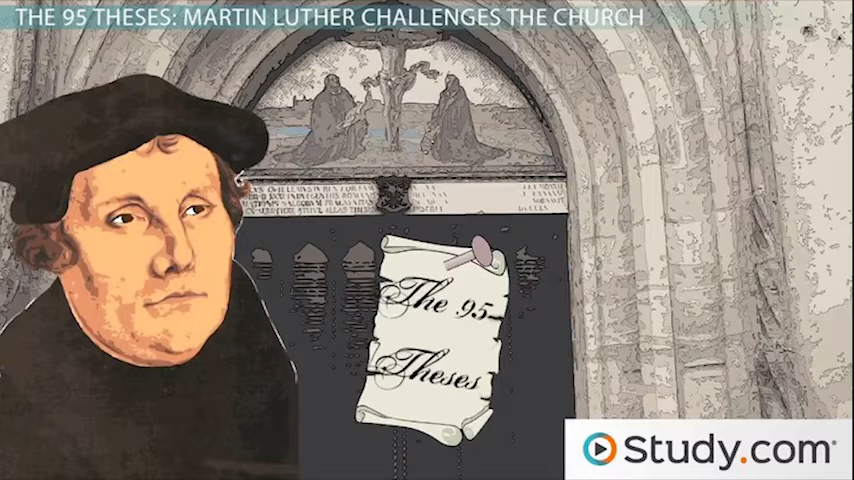 THE 95 THESES: MARTIN LUTHER CHALLENGES THE CHURCH
The 95
Theses
Study.com